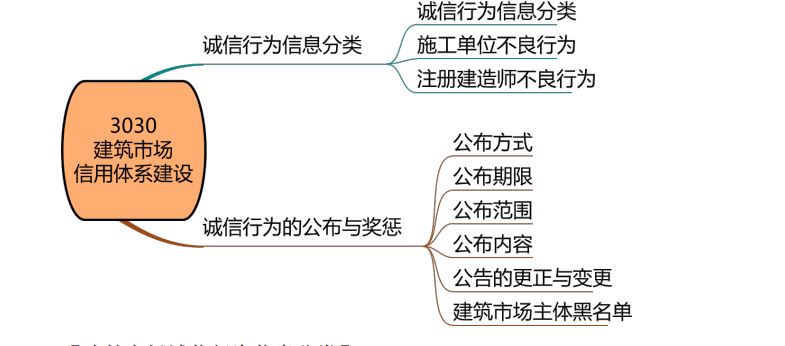 诚信行为信息分类
诚信行为信息分类
施工单位不良行为
注册建造师不良行为
3030
建筑市场
信用体系建设
诚信行为的公布与奖惩
公布方式
公布期限
公布范围
公布内容
公告的更正与变更
建筑市场主体黑名单